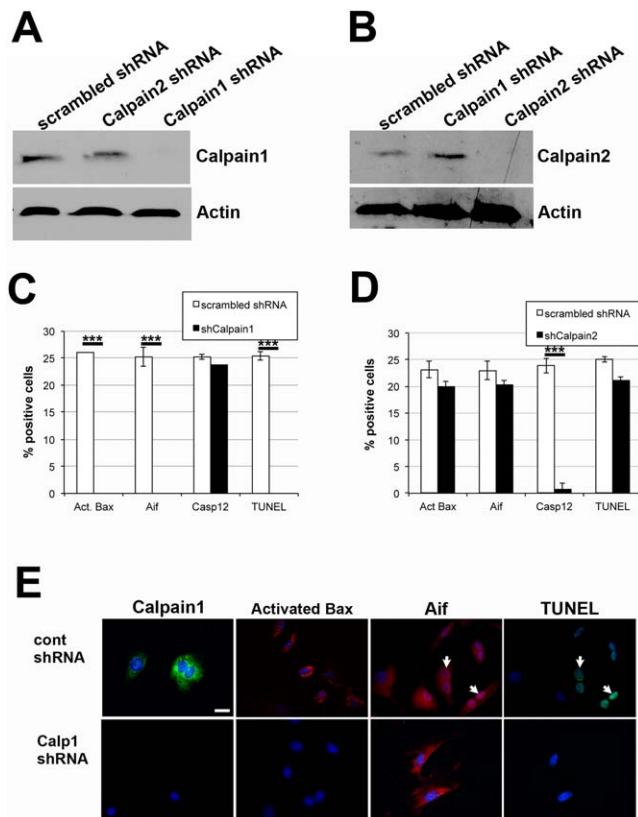 A
scrambled shRNA
Calpain2 shRNA
Calpain1 shRNA
Calpain1
Actin
B
scrambled shRNA
Calpain1 shRNA
Calpain2 shRNA
Calpain2
Actin
C
scrambled shRNA
shCalpain1
% positive cells
30
25
20
15
10
5
0
***
***
***
Act. Bax
Aif
Casp12
TUNEL
D
scrambled shRNA
shCalpain2
% positive cells
30
25
20
15
10
5
0
***
Act Bax
Aif
Casp12
TUNEL
E
Calpain1
Activated Bax
Aif
TUNEL
cont
shRNA
Calp1
shRNA